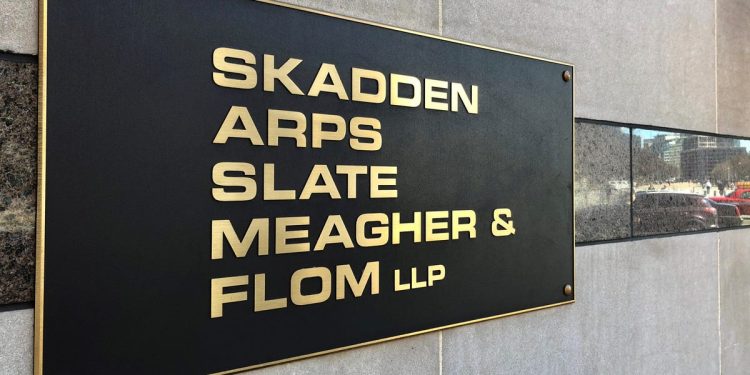 SKADDEN
ARPS
SLATE
MEAGHER &
FLOM LLP